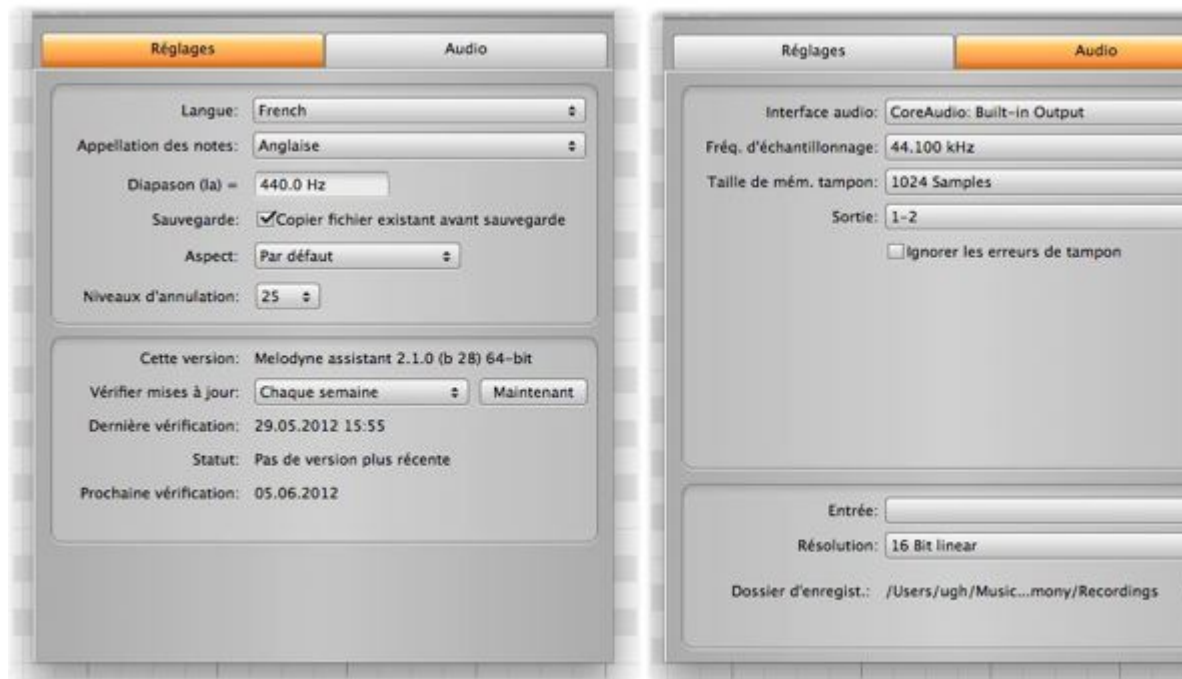 Réglages
Audio
Langue: French
Appellation des notes: Anglaise
Diapason (la) = 440.0 Hz
Sauvegarde: Copier fichier existant avant sauvegarde
Aspect: Par défaut
Niveaux d'annulation: 25
Cette version: Melodyne assistant 2.1.0 (b 28) 64-bit
Vérifier mises à jour: Chaque semaine Maintenant
Dernière vérification: 29.05.2012 15:55
Statut: Pas de version plus récente
Prochaine vérification: 05.06.2012
Réglages
Audio
Interface audio: CoreAudio: Built-in Output
Fréq. d'échantillonnage: 44.100 kHz
Taille de mém. tampon: 1024 Samples
Sortie: 1-2
Ignorer les erreurs de tampon
Entrée:
Résolution: 16 Bit linear
Dossier d'enregist.: /Users/ugh/Music...mony/Recordings